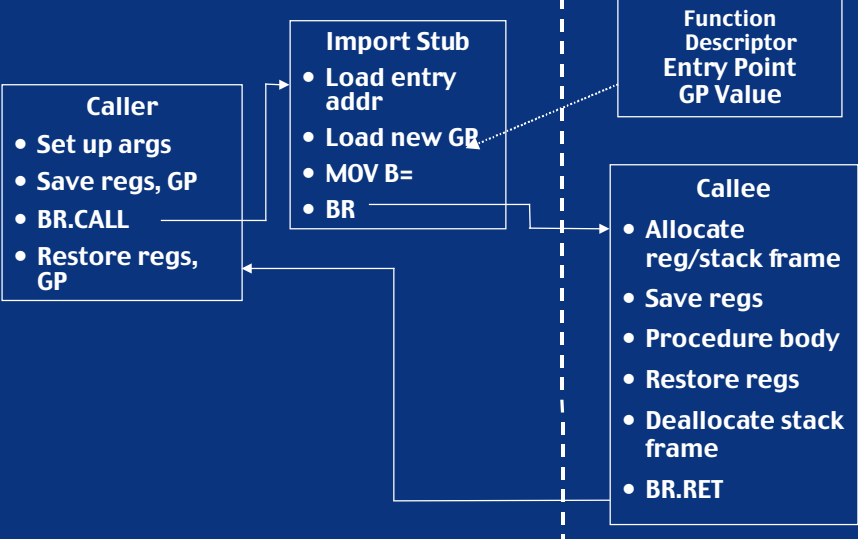 Caller
• Set up args
• Save regs, GP
• BR.CALL
• Restore regs,
GP
Import Stub
• Load entry
addr
• Load new GP
• MOV B=
• BR
Function
Descriptor
Entry Point
GP Value
Callee
• Allocate
reg/stack frame
• Save regs
• Procedure body
• Restore regs
• Deallocate stack
frame
• BR.RET